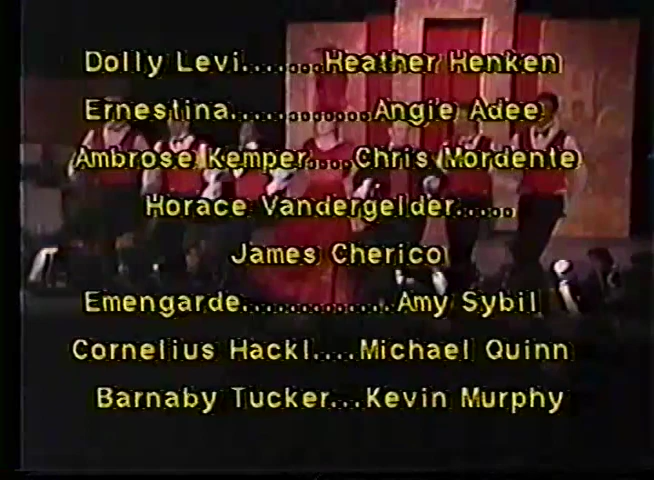 Dolly Levi.......Heather Henken
Ernestina............Angie Adee
Ambrose Kemper....Chris Mordente
Horace Vandergelder.....
James Cherico
Emengarde.............Amy Sybil
Cornelius Hackl....Michael Quinn
Barnaby Tucker...Kevin Murphy